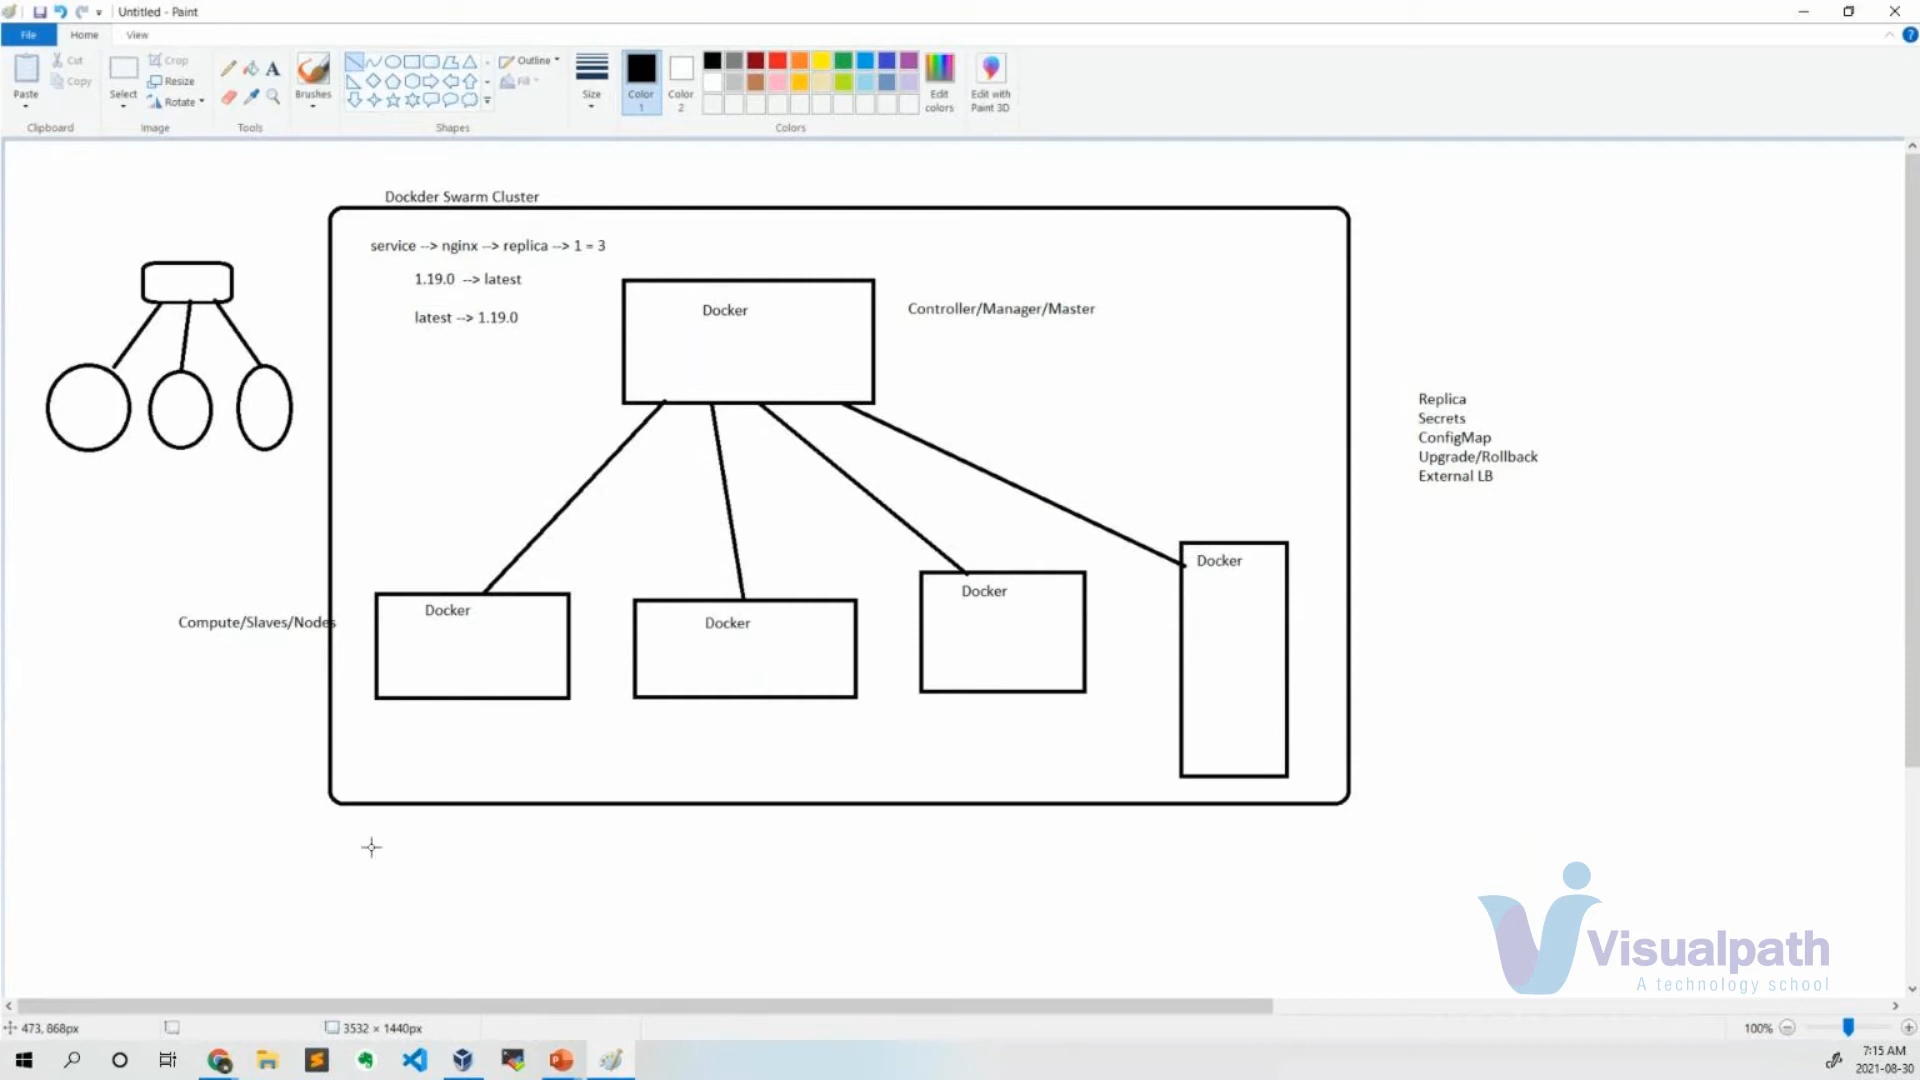 Untitled - Paint
File Home View
Paste
Cut
Copy
Clipboard
Select
Crop
Resize
Rotate
Image
Tools
Brushes
Shapes
Outline
Fill
Size
Color 1
Color 2
Colors
Edit colors
Edit with Paint 3D
Dockder Swarm Cluster
service --> nginx --> replica --> 1 = 3
1.19.0 --> latest
latest --> 1.19.0
Docker
Controller/Manager/Master
Replica
Secrets
ConfigMap
Upgrade/Rollback
External LB
Compute/Slaves/Nodes
Docker
Docker
Docker
Docker
Visualpath
A technology school
473, 868px
3532 × 1440px
100%
7:15 AM
2021-08-30